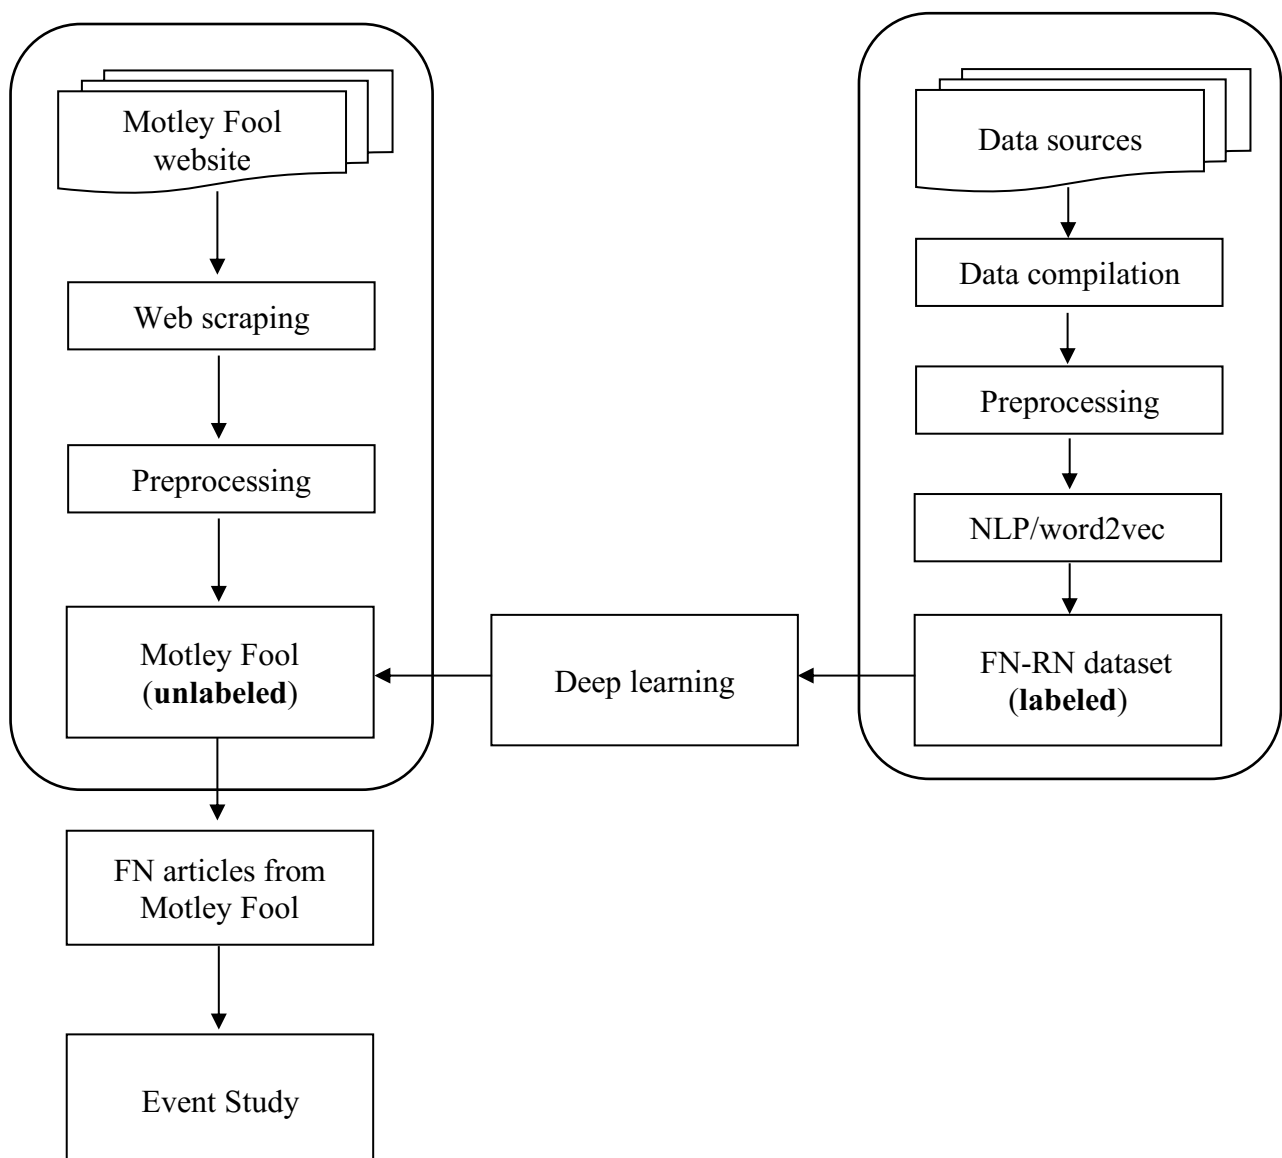 Motley Fool
website
Web scraping
Preprocessing
Motley Fool
(unlabeled)
FN articles from
Motley Fool
Event Study
Deep learning
Data sources
Data compilation
Preprocessing
NLP/word2vec
FN-RN dataset
(labeled)